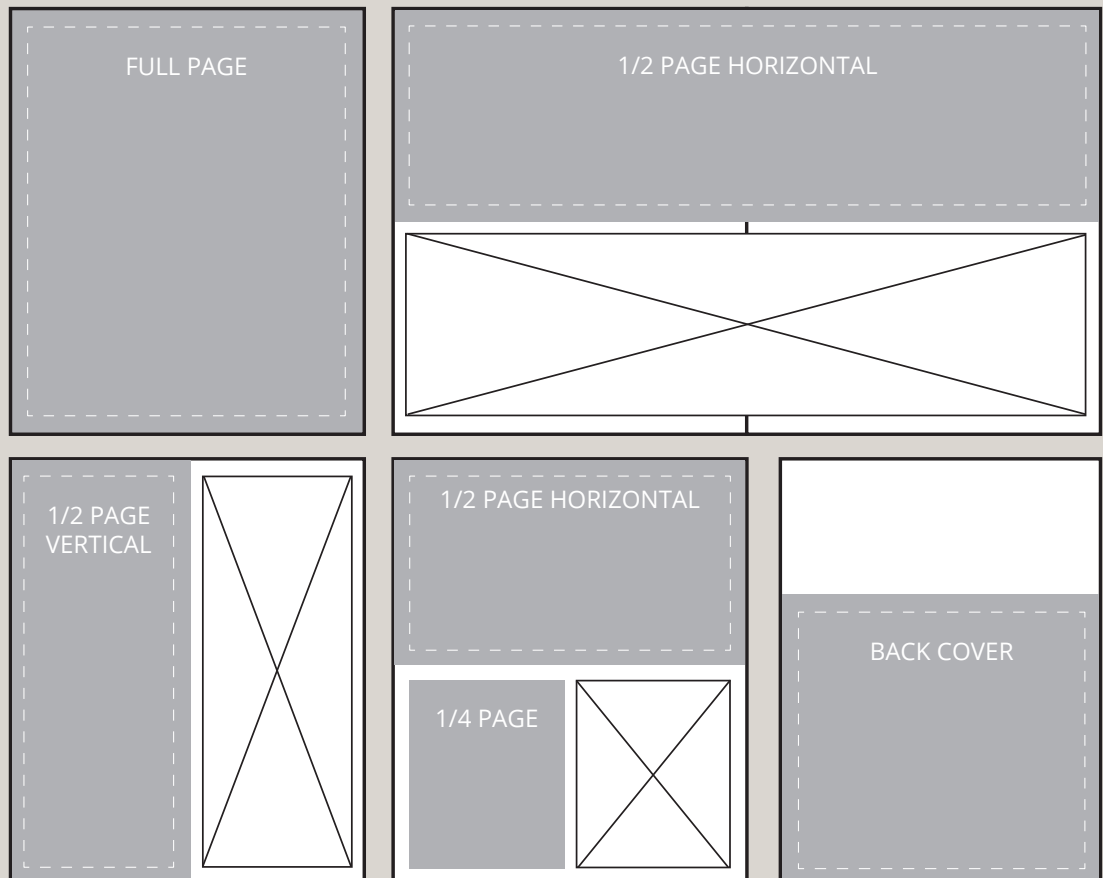 FULL PAGE
1/2 PAGE HORIZONTAL
1/2 PAGE
VERTICAL
1/2 PAGE HORIZONTAL
1/4 PAGE
BACK COVER